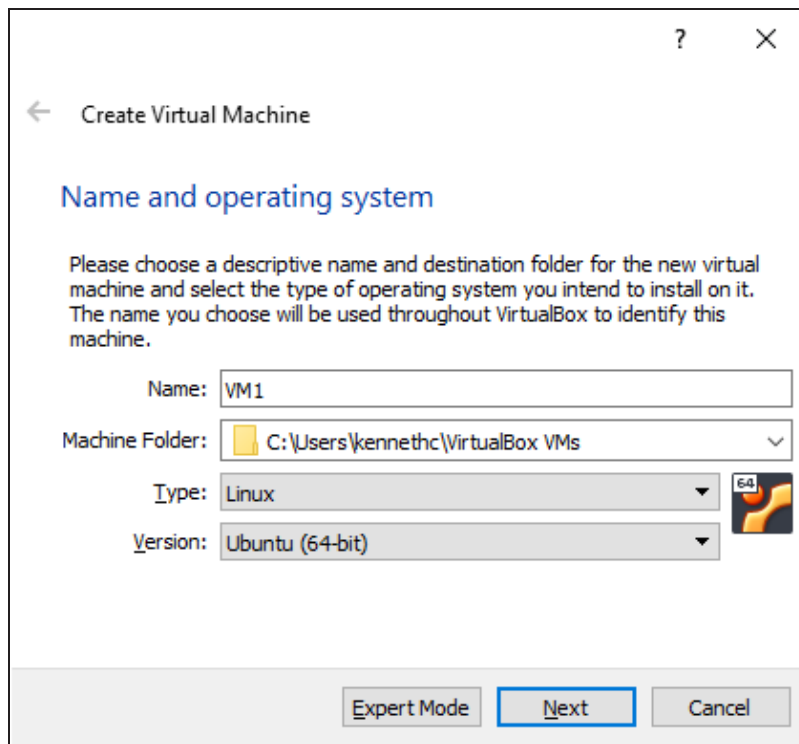 ?
Create Virtual Machine
Name and operating system
Please choose a descriptive name and destination folder for the new virtual
machine and select the type of operating system you intend to install on it.
The name you choose will be used throughout VirtualBox to identify this
machine.
Name: VM1
Machine Folder: C:\Users\kennethc\VirtualBox VMs
Type: Linux
64
Version: Ubuntu (64-bit)
Expert Mode Next Cancel